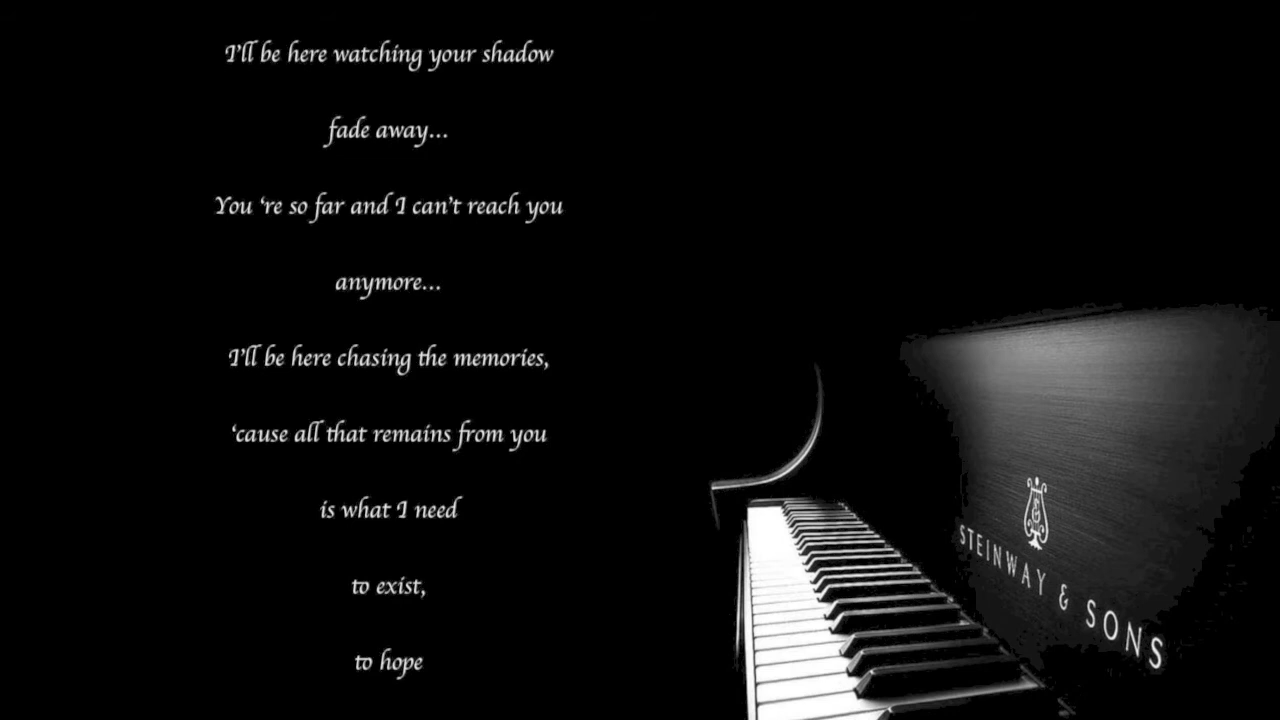 I'll be here watching your shadow
fade away...
You 're so far and I can't reach you
anymore...
I'll be here chasing the memories,
'cause all that remains from you
is what I need
to exist,
to hope
STEINWAY & SONS